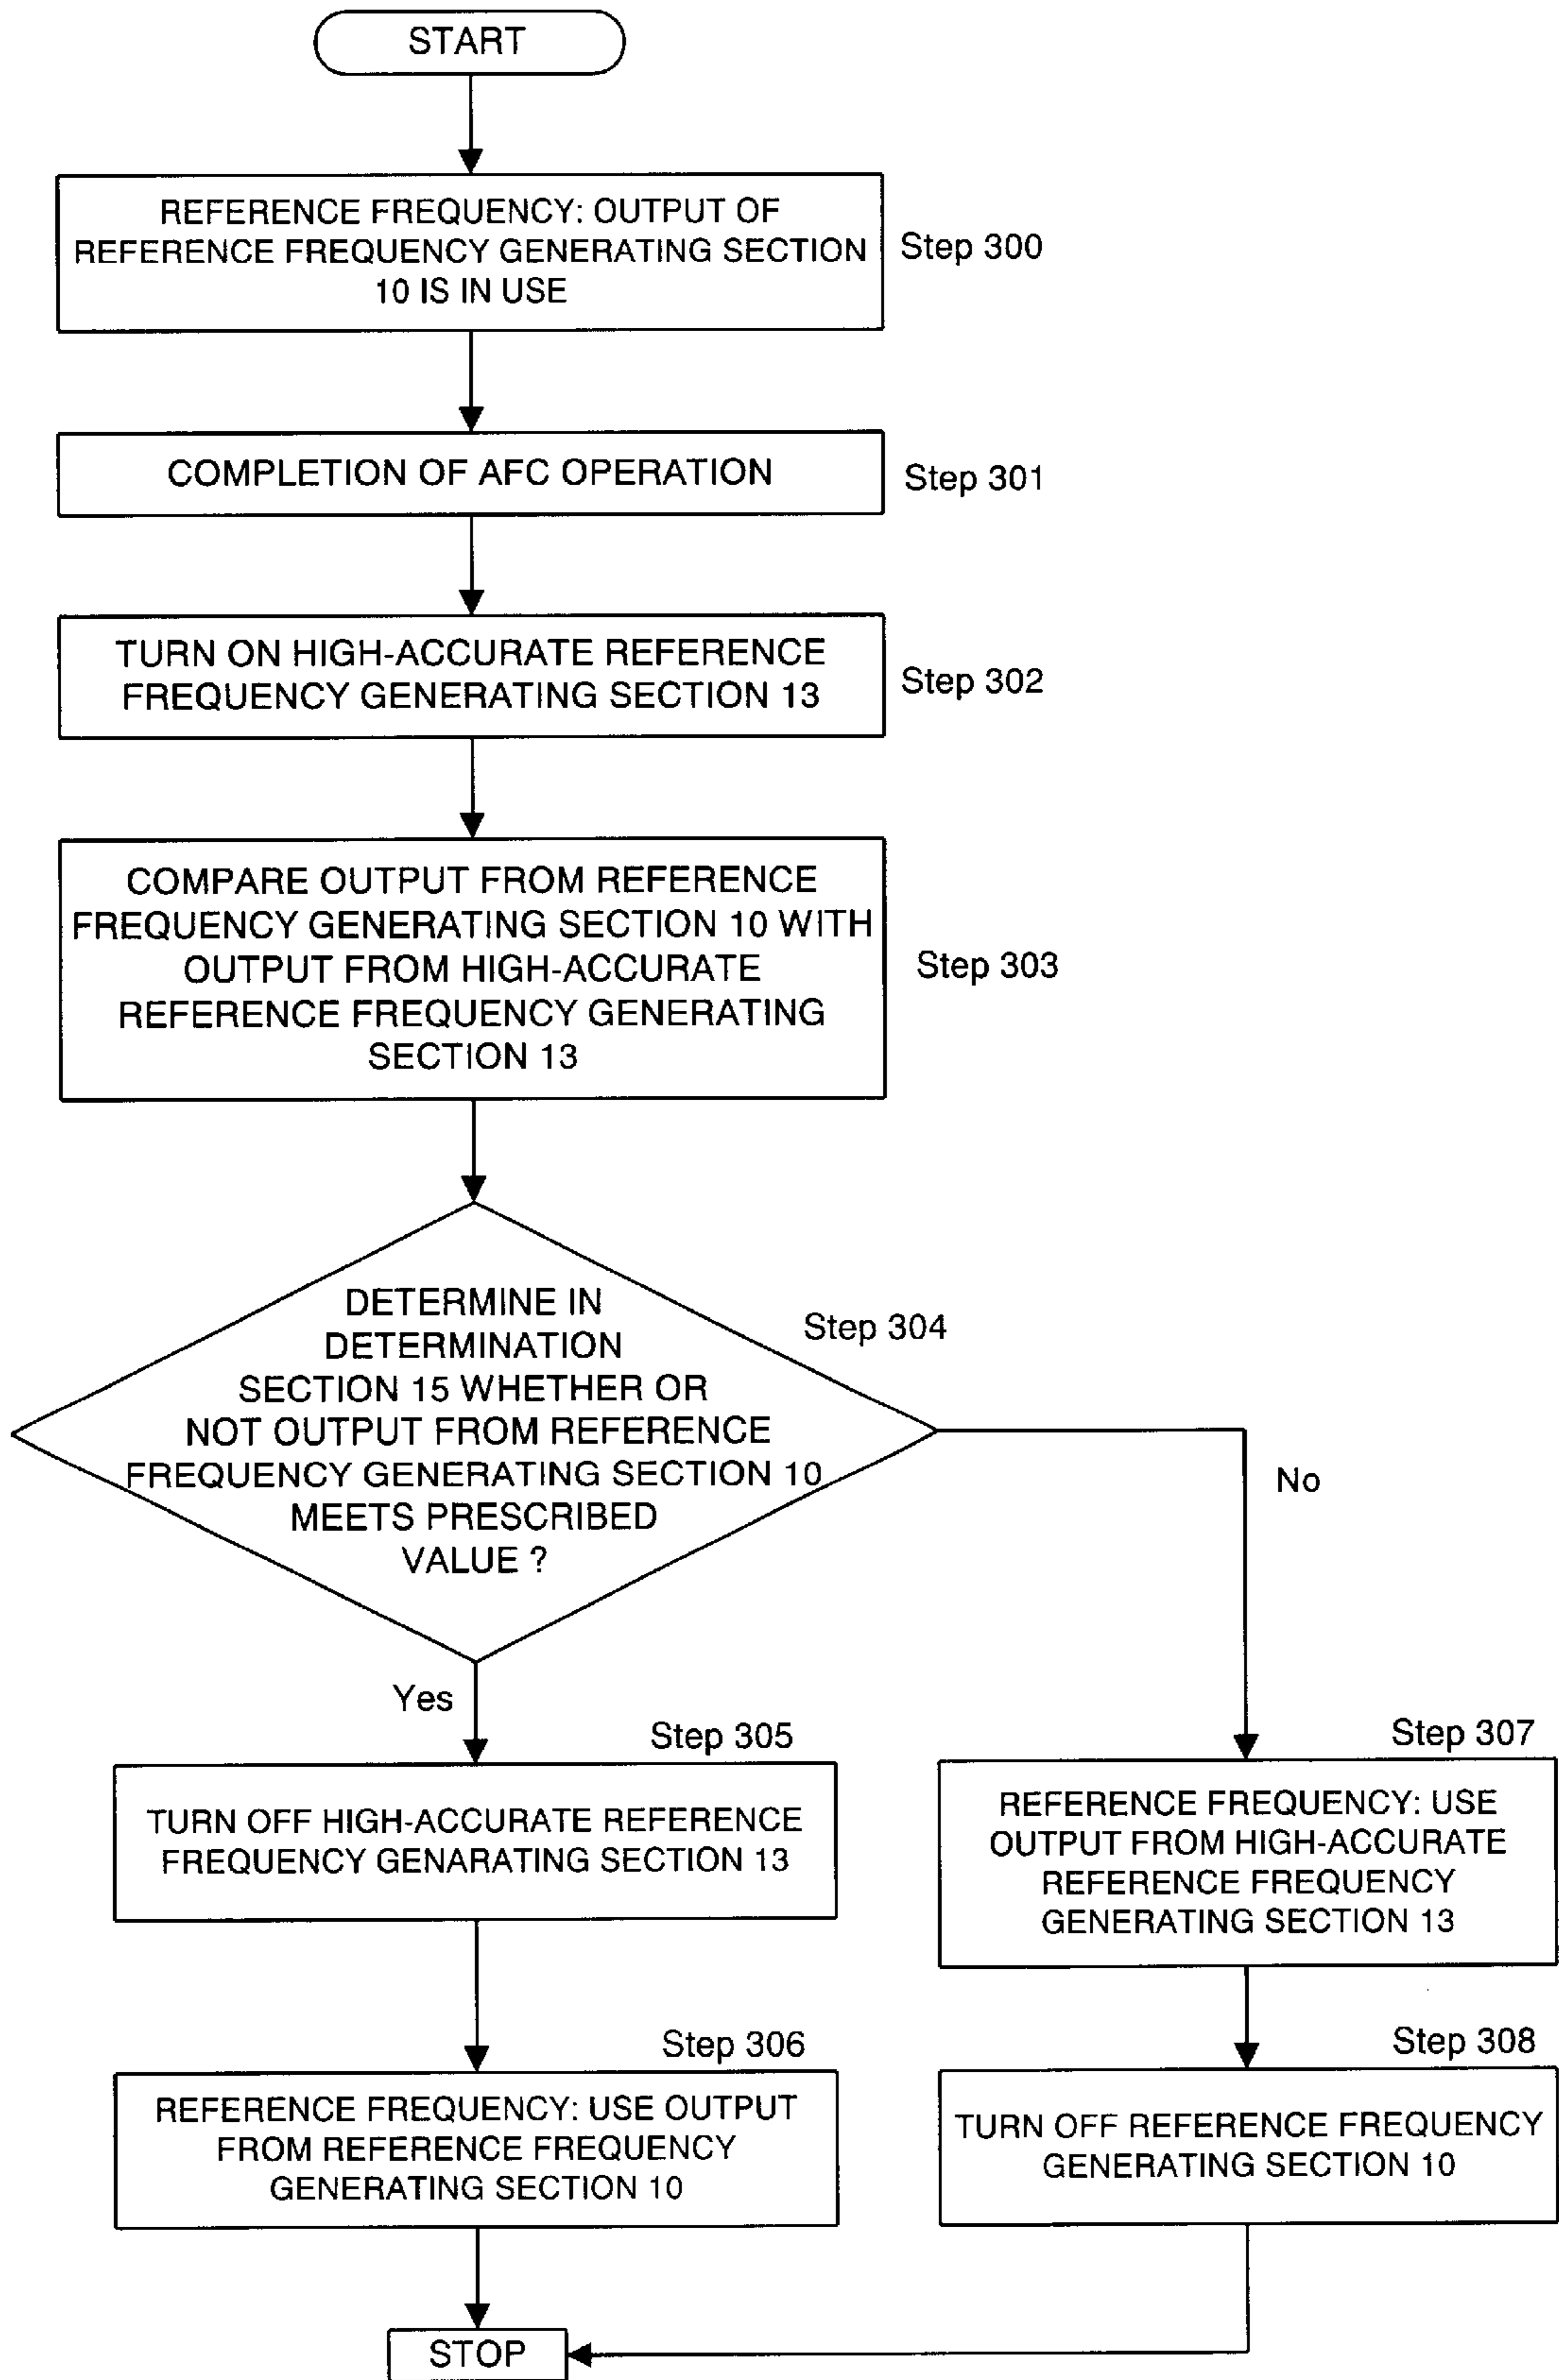 START
REFERENCE FREQUENCY: OUTPUT OF
REFERENCE FREQUENCY GENERATING SECTION
10 IS IN USE
Step 300
COMPLETION OF AFC OPERATION
Step 301
TURN ON HIGH-ACCURATE REFERENCE
FREQUENCY GENERATING SECTION 13
Step 302
COMPARE OUTPUT FROM REFERENCE
FREQUENCY GENERATING SECTION 10 WITH
OUTPUT FROM HIGH-ACCURATE
REFERENCE FREQUENCY GENERATING
SECTION 13
Step 303
DETERMINE IN
DETERMINATION
SECTION 15 WHETHER OR
NOT OUTPUT FROM REFERENCE
FREQUENCY GENERATING SECTION 10
MEETS PRESCRIBED
VALUE ?
Step 304
No
Yes
Step 305
TURN OFF HIGH-ACCURATE REFERENCE
FREQUENCY GENARATING SECTION 13
Step 306
REFERENCE FREQUENCY: USE OUTPUT
FROM REFERENCE FREQUENCY
GENERATING SECTION 10
Step 307
REFERENCE FREQUENCY: USE
OUTPUT FROM HIGH-ACCURATE
REFERENCE FREQUENCY
GENERATING SECTION 13
Step 308
TURN OFF REFERENCE FREQUENCY
GENERATING SECTION 10
STOP